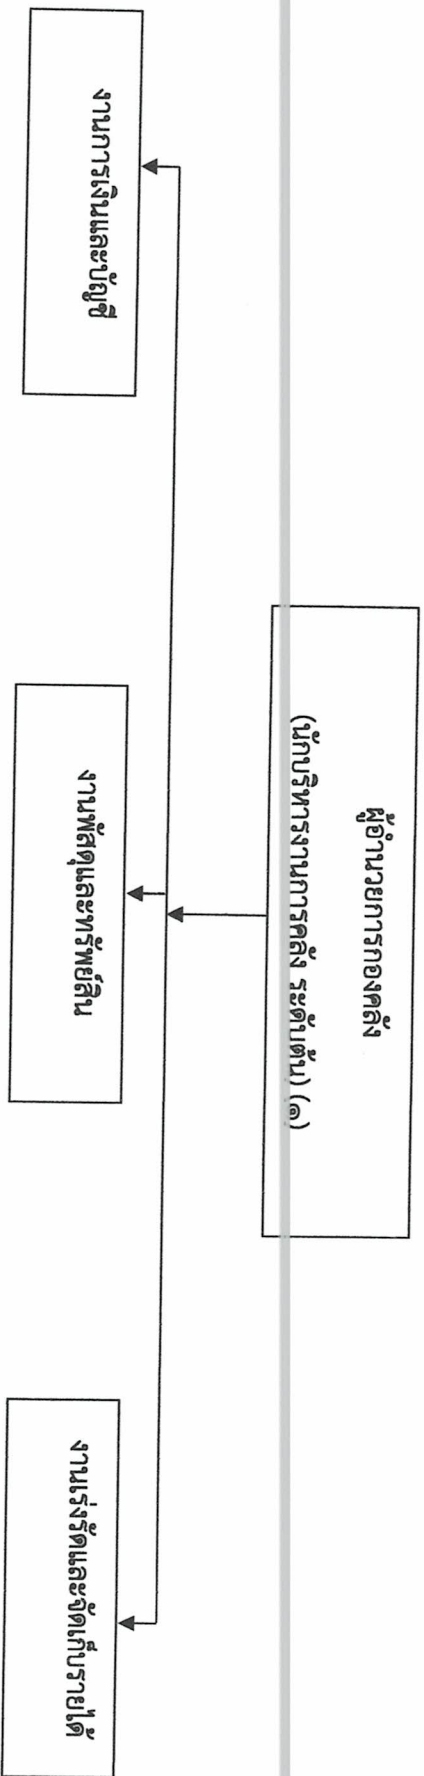 ผู้อำนวยการกองคลัง
(นักบริหารงานการคลัง ระดับต้น) (๑)
งานการเงินและบัญชี
งานพัสดุและทรัพย์สิน
งานเร่งรัดและจัดเก็บรายได้